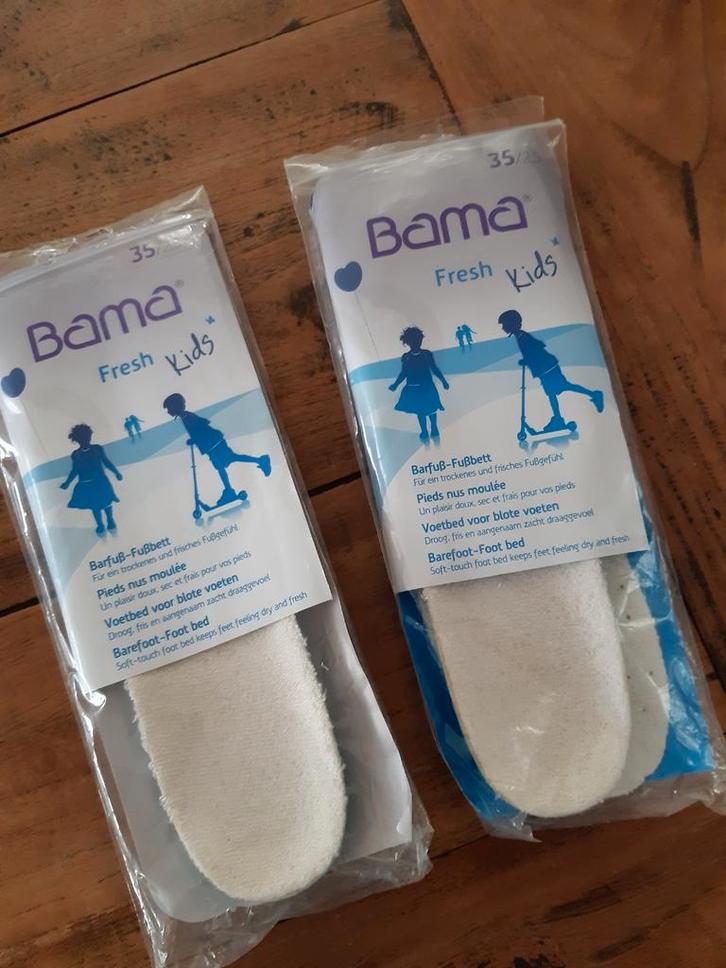 35
Bama®
Fresh Kids
Barfuß-Fußbett
Für ein trockenes und frisches Fußgefühl
Pieds nus moulée
Un plaisir doux, sec et frais pour vos pieds
Voetbed voor blote voeten
Droog, fris en aangenaam zacht draaggevoel
Barefoot-Foot bed
Soft-touch foot bed keeps feet feeling dry and fresh
35/23
Bama®
Fresh Kids
Barfuß-Fußbett
Für ein trockenes und frisches Fußgefühl
Pieds nus moulée
Un plaisir doux, sec et frais pour vos pieds
Voetbed voor blote voeten
Droog, fris en aangenaam zacht draaggevoel
Barefoot-Foot bed
Soft-touch foot bed keeps feet feeling dry and fresh